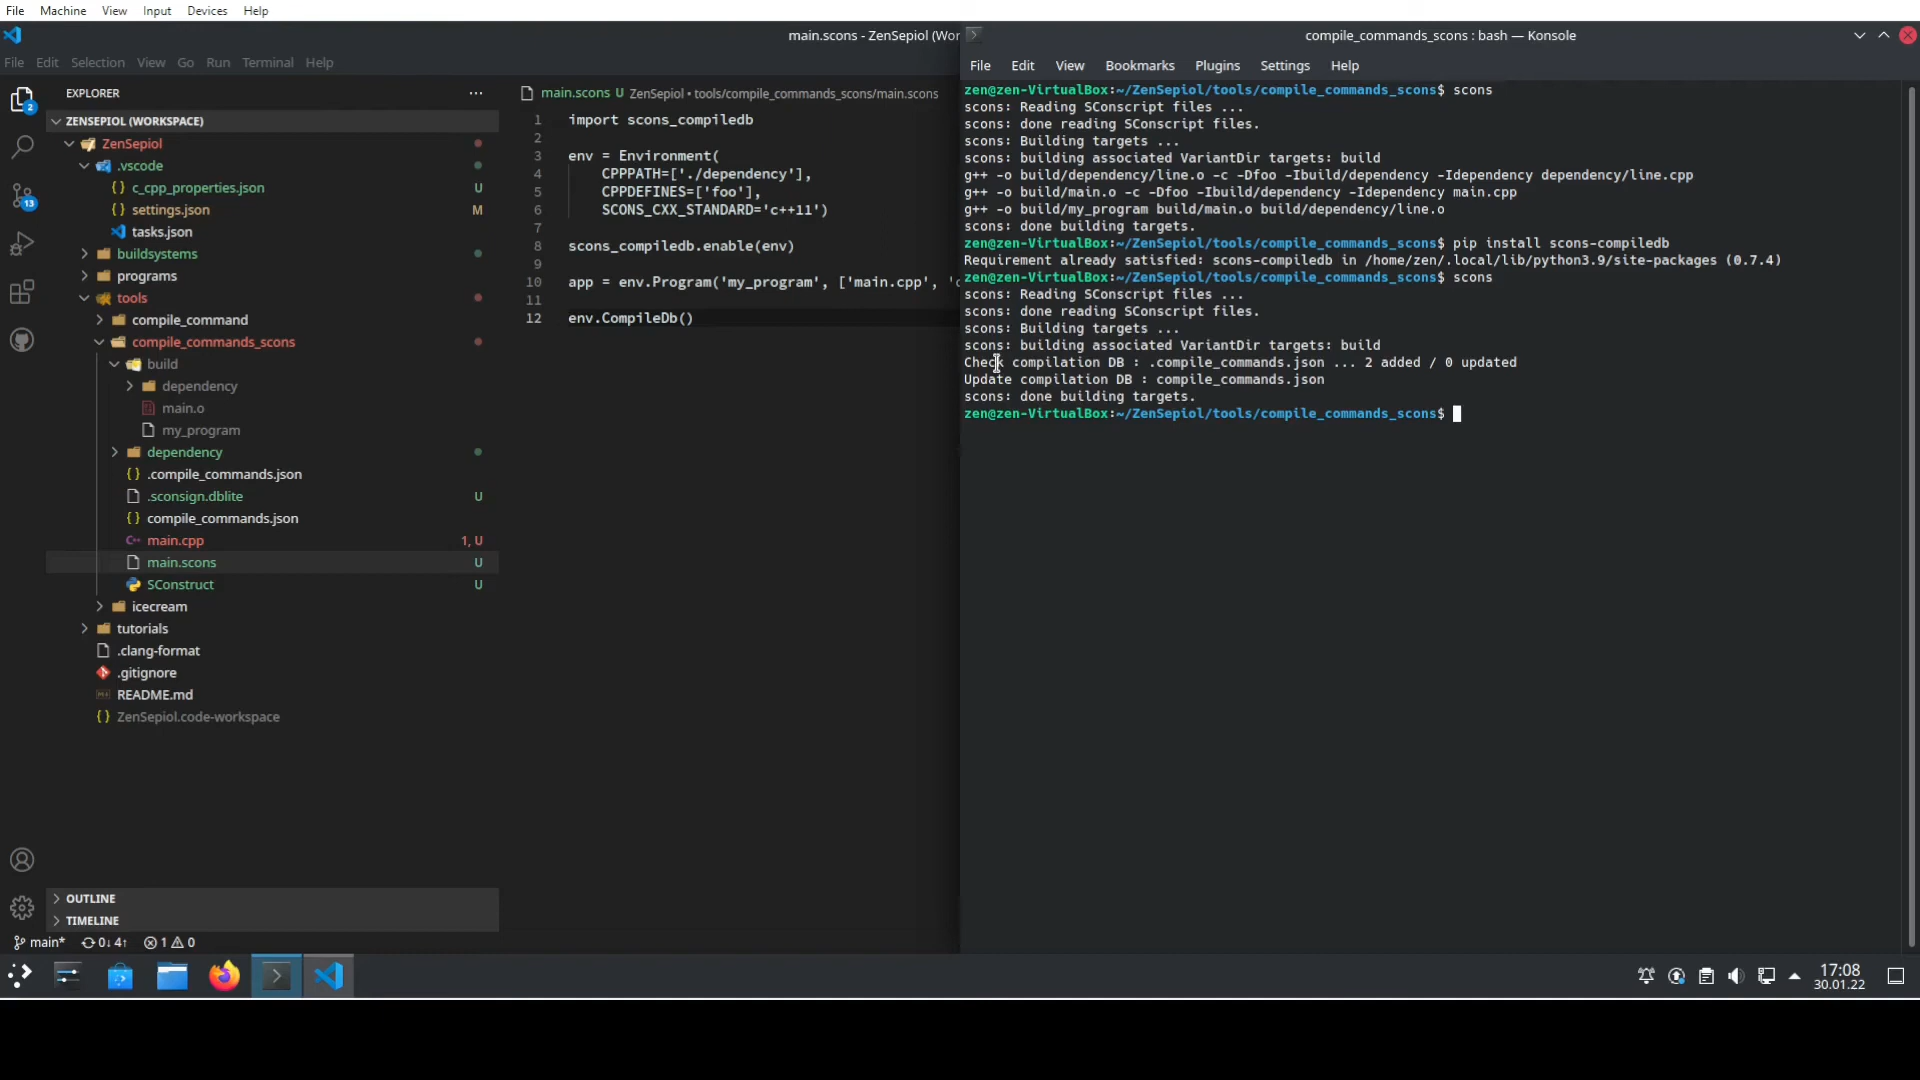 File Machine View Input Devices Help
main.scons - ZenSepiol (Wor
compile_commands_scons : bash — Konsole
File Edit Selection View Go Run Terminal Help
File Edit View Bookmarks Plugins Settings Help
EXPLORER
ZENSEPIOL (WORKSPACE)
ZenSepiol
.vscode
{} c_cpp_properties.json U
{} settings.json M
tasks.json
buildsystems
programs
tools
compile_command
compile_commands_scons
build
dependency
main.o
my_program
dependency
{} .compile_commands.json
.sconsign.dblite U
{} compile_commands.json
main.cpp 1, U
main.scons U
SConstruct U
icecream
tutorials
.clang-format
.gitignore
README.md
{} ZenSepiol.code-workspace
OUTLINE
TIMELINE
2
13
main* 0↓ 4↑ 1 0
main.scons U ZenSepiol • tools/compile_commands_scons/main.scons
1 import scons_compiledb
2
3 env = Environment(
4 CPPPATH=['./dependency'],
5 CPPDEFINES=['foo'],
6 SCONS_CXX_STANDARD='c++11')
7
8 scons_compiledb.enable(env)
9
10 app = env.Program('my_program', ['main.cpp', '
11
12 env.CompileDb()
zen@zen-VirtualBox:~/ZenSepiol/tools/compile_commands_scons$ scons
scons: Reading SConscript files ...
scons: done reading SConscript files.
scons: Building targets ...
scons: building associated VariantDir targets: build
g++ -o build/dependency/line.o -c -Dfoo -Ibuild/dependency -Idependency dependency/line.cpp
g++ -o build/main.o -c -Dfoo -Ibuild/dependency -Idependency main.cpp
g++ -o build/my_program build/main.o build/dependency/line.o
scons: done building targets.
zen@zen-VirtualBox:~/ZenSepiol/tools/compile_commands_scons$ pip install scons-compiledb
Requirement already satisfied: scons-compiledb in /home/zen/.local/lib/python3.9/site-packages (0.7.4)
zen@zen-VirtualBox:~/ZenSepiol/tools/compile_commands_scons$ scons
scons: Reading SConscript files ...
scons: done reading SConscript files.
scons: Building targets ...
scons: building associated VariantDir targets: build
Check compilation DB : .compile_commands.json ... 2 added / 0 updated
Update compilation DB : compile_commands.json
scons: done building targets.
zen@zen-VirtualBox:~/ZenSepiol/tools/compile_commands_scons$
17:08
30.01.22